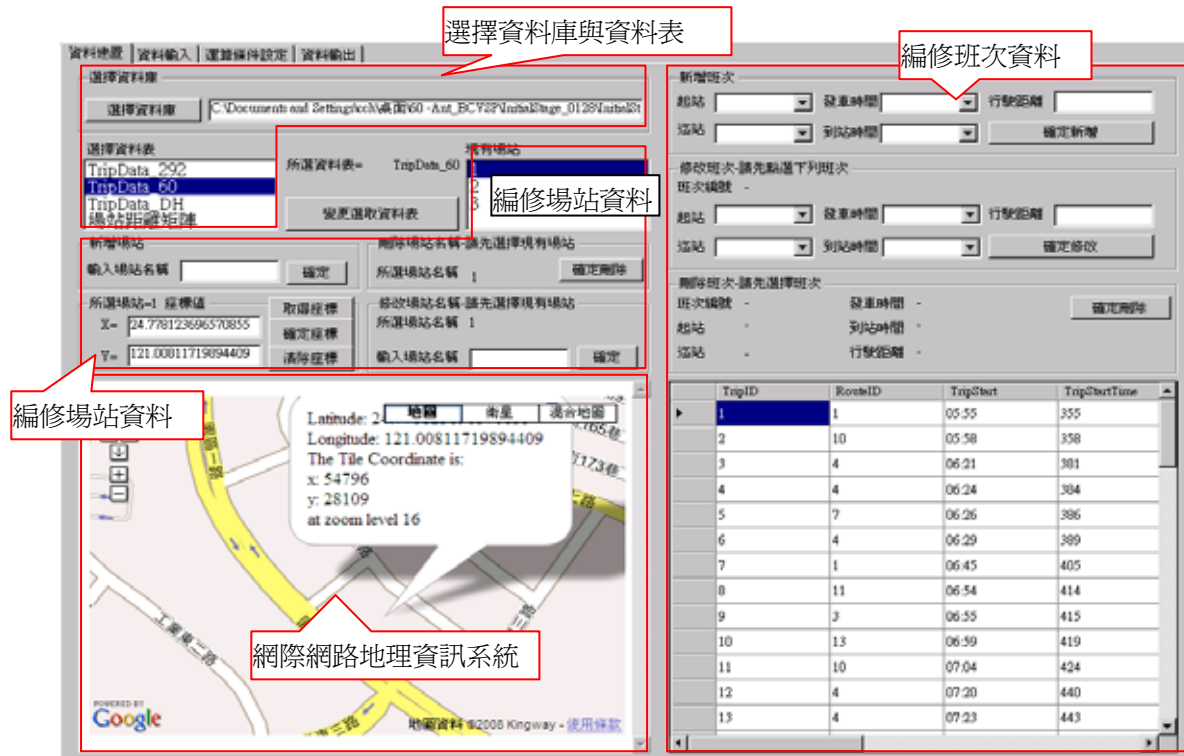 選擇資料庫與資料表
編修班次資料
資料建置 資料輸入 運算條件設定 資料輸出
選擇資料庫
選擇資料庫
選擇資料表
TripData_292
TripData_60
TripData_DH
場站距離矩陣
所選資料表= TripData_60
變更選取資料表
現有場站
1
2
3
編修場站資料
新增場站
輸入場站名稱 確定
刪除場站名稱-請先選擇現有場站
所選場站名稱 1 確定刪除
所選場站=1 座標值
X= 24.778123696570855
Y= 121.00811719894409
取得座標
確定座標
清除座標
修改場站名稱-請先選擇現有場站
所選場站名稱 1
輸入場站名稱 確定
編修場站資料
地圖 衛星 混合地圖
Latitude: 2
Longitude: 121.00811719894409
The Tile Coordinate is:
x: 54796
y: 28109
at zoom level 16
工業東二路
網際網路地理資訊系統
POWERED BY
Google
地圖資料 ©2008 Kingway - 使用條款
新增班次
起站 發車時間 行駛距離
迄站 到站時間 確定新增
修改班次-請先點選下列班次
班次編號 -
起站 發車時間 行駛距離
迄站 到站時間 確定修改
刪除班次-請先選擇班次
班次編號 - 發車時間 - 確定刪除
起站 - 到站時間 -
迄站 - 行駛距離 -
TripID RouteID TripStart TripStartTime
1 1 05:55 355
2 10 05:58 358
3 4 06:21 381
4 4 06:24 384
5 7 06:26 386
6 4 06:29 389
7 1 06:45 405
8 11 06:54 414
9 3 06:55 415
10 13 06:59 419
11 10 07:04 424
12 4 07:20 440
13 4 07:23 443